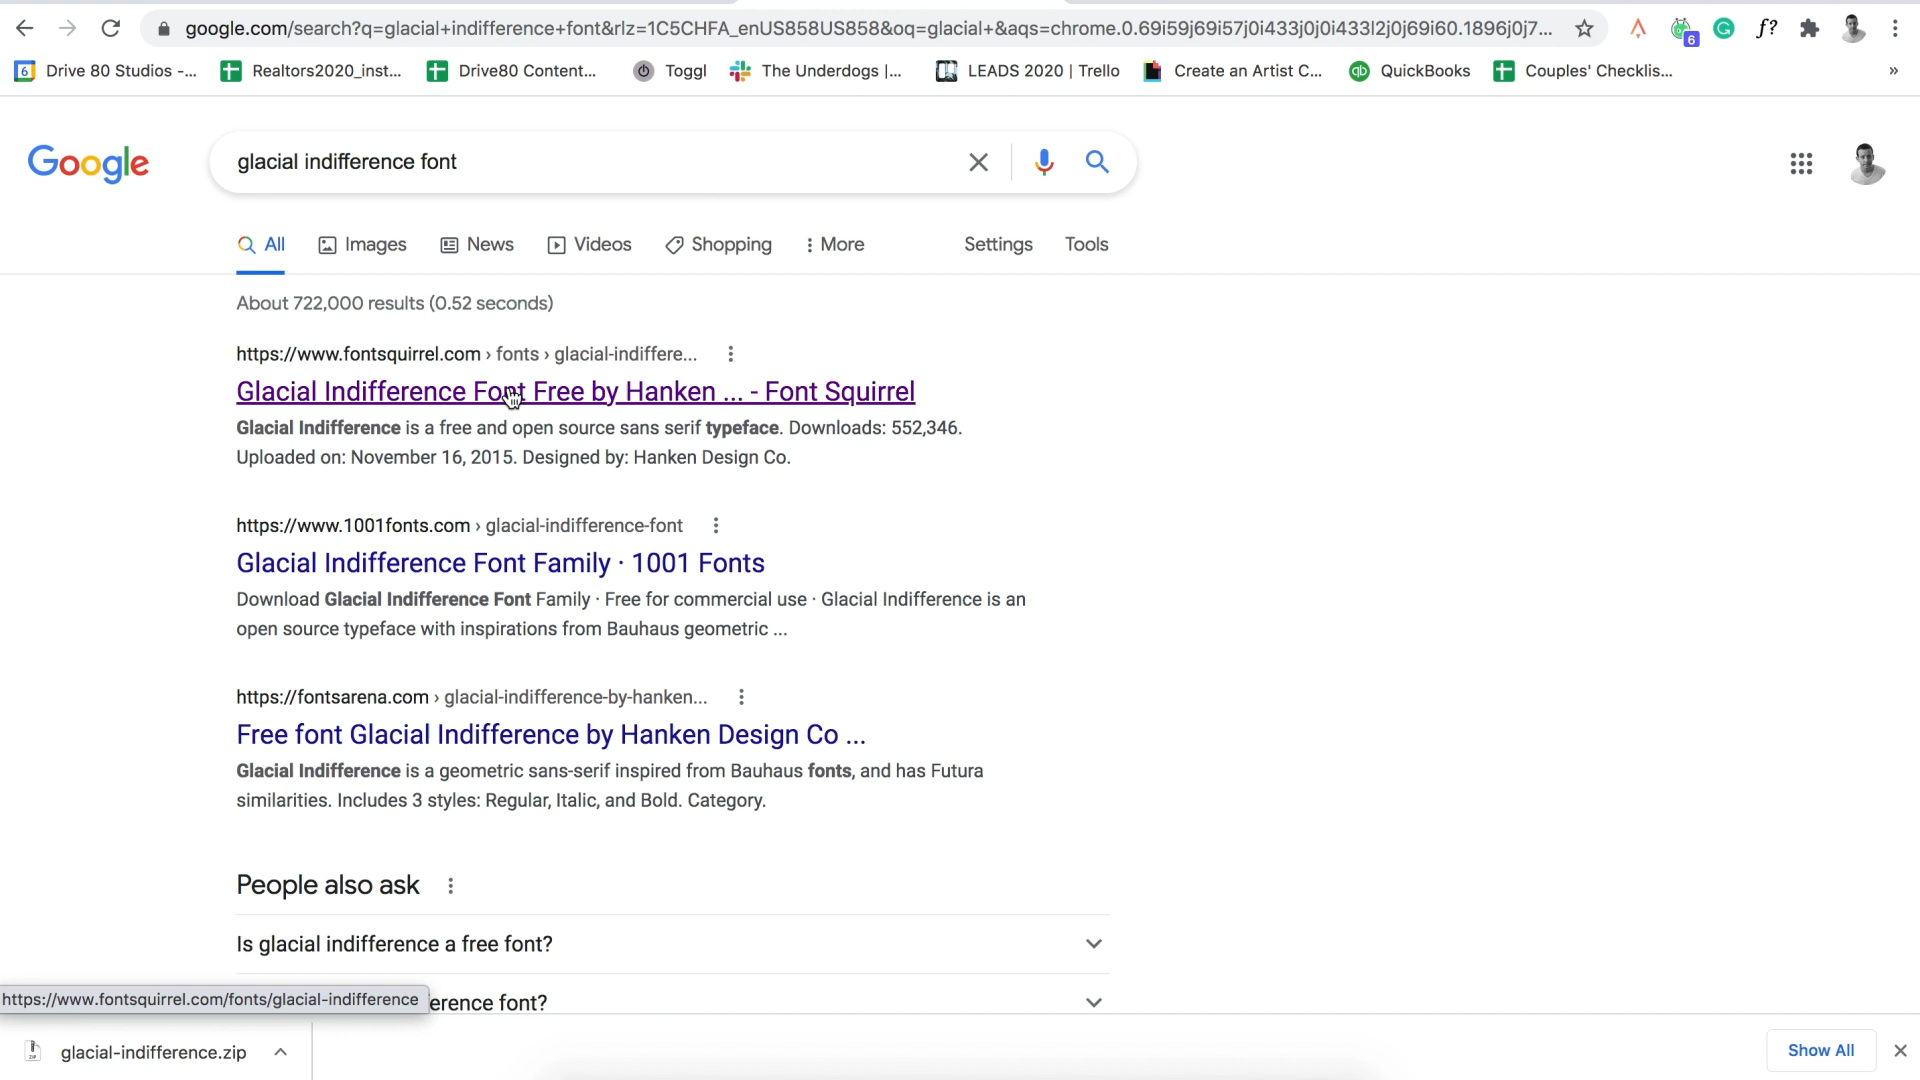 google.com/search?q=glacial+indifference+font&rlz=1C5CHFA_enUS858US858&oq=glacial+&aqs=chrome.0.69i59j69i57j0i433j0j0i433l2j0j69i60.1896j0j7...
6
f?
6 Drive 80 Studios -... Realtors2020_inst... Drive80 Content... Toggl The Underdogs |... LEADS 2020 | Trello Create an Artist C... qb QuickBooks Couples' Checklis... »
Google
glacial indifference font
All Images News Videos Shopping More Settings Tools
About 722,000 results (0.52 seconds)
https://www.fontsquirrel.com › fonts › glacial-indiffere...
Glacial Indifference Font Free by Hanken ... - Font Squirrel
Glacial Indifference is a free and open source sans serif typeface. Downloads: 552,346.
Uploaded on: November 16, 2015. Designed by: Hanken Design Co.
https://www.1001fonts.com › glacial-indifference-font
Glacial Indifference Font Family · 1001 Fonts
Download Glacial Indifference Font Family · Free for commercial use · Glacial Indifference is an
open source typeface with inspirations from Bauhaus geometric ...
https://fontsarena.com › glacial-indifference-by-hanken...
Free font Glacial Indifference by Hanken Design Co ...
Glacial Indifference is a geometric sans-serif inspired from Bauhaus fonts, and has Futura
similarities. Includes 3 styles: Regular, Italic, and Bold. Category.
People also ask
Is glacial indifference a free font?
https://www.fontsquirrel.com/fonts/glacial-indifference erence font?
ZIP glacial-indifference.zip Show All